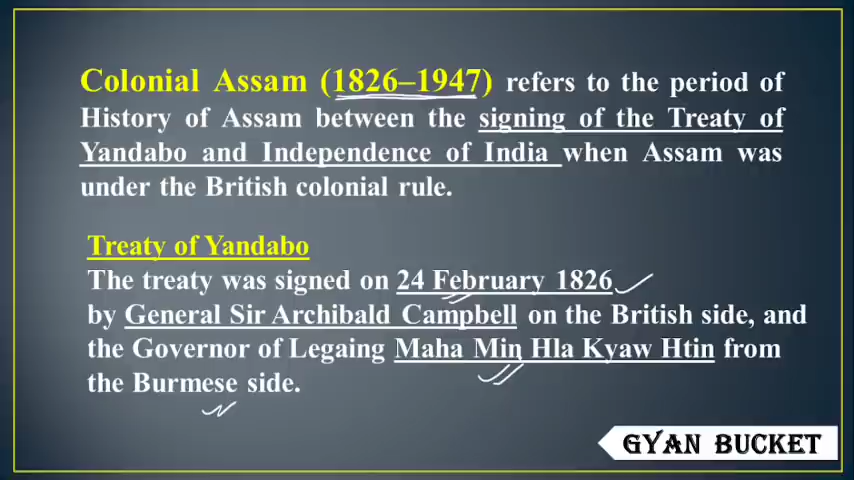 Colonial Assam (1826–1947) refers to the period of
History of Assam between the signing of the Treaty of
Yandabo and Independence of India when Assam was
under the British colonial rule.
Treaty of Yandabo
The treaty was signed on 24 February 1826
by General Sir Archibald Campbell on the British side, and
the Governor of Legaing Maha Min Hla Kyaw Htin from
the Burmese side.
GYAN BUCKET